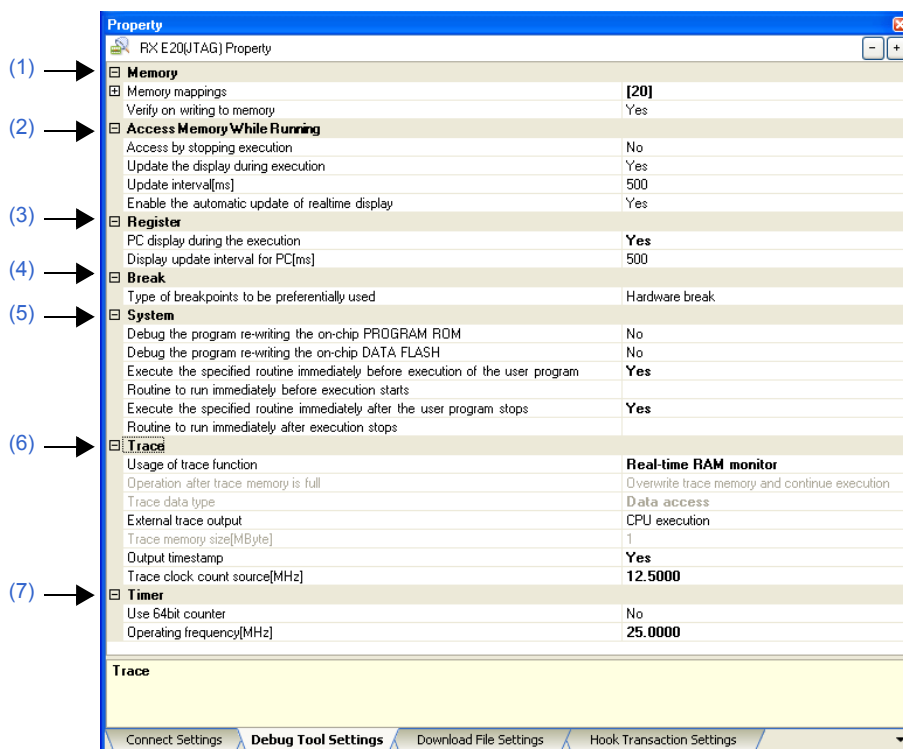 Property
RX E20(JTAG) Property
(1) Memory
Memory mappings [20]
Verify on writing to memory Yes
(2) Access Memory While Running
Access by stopping execution No
Update the display during execution Yes
Update interval[ms] 500
Enable the automatic update of realtime display Yes
(3) Register
PC display during the execution Yes
Display update interval for PC[ms] 500
(4) Break
Type of breakpoints to be preferentially used Hardware break
(5) System
Debug the program re-writing the on-chip PROGRAM ROM No
Debug the program re-writing the on-chip DATA FLASH No
Execute the specified routine immediately before execution of the user program Yes
Routine to run immediately before execution starts
Execute the specified routine immediately after the user program stops Yes
Routine to run immediately after execution stops
(6) Trace
Usage of trace function Real-time RAM monitor
Operation after trace memory is full Overwrite trace memory and continue execution
Trace data type Data access
External trace output CPU execution
Trace memory size[MByte] 1
Output timestamp Yes
Trace clock count source[MHz] 12.5000
(7) Timer
Use 64bit counter No
Operating frequency[MHz] 25.0000
Trace
Connect Settings Debug Tool Settings Download File Settings Hook Transaction Settings